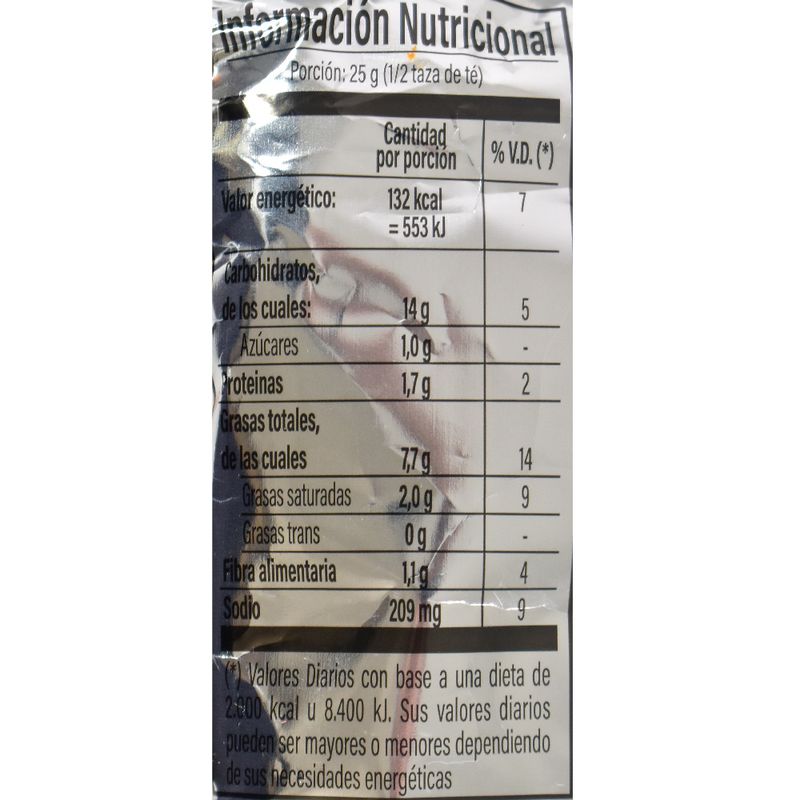 Información Nutricional
Porción: 25 g (1/2 taza de té)
Cantidad por porción % V.D. (*)
Valor energético: 132 kcal 7
= 553 kJ
Carbohidratos,
de los cuales: 14 g 5
Azúcares 1,0 g -
Proteinas 1,7 g 2
Grasas totales,
de las cuales 7,7 g 14
Grasas saturadas 2,0 g 9
Grasas trans 0 g -
Fibra alimentaria 1,1 g 4
Sodio 209 mg 9
(*) Valores Diarios con base a una dieta de
2.000 kcal u 8.400 kJ. Sus valores diarios
pueden ser mayores o menores dependiendo
de sus necesidades energéticas